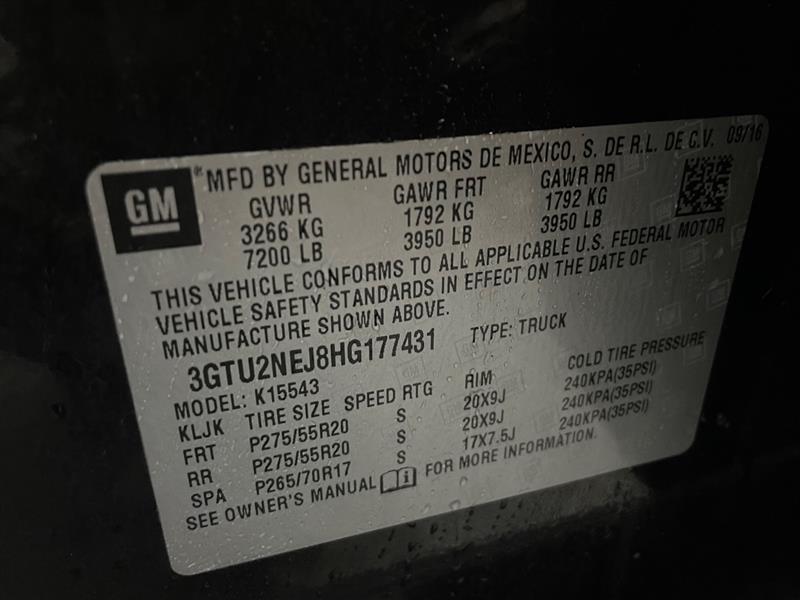 GM
® MFD BY GENERAL MOTORS DE MEXICO, S. DE R.L. DE C.V. 09/16
GVWR GAWR FRT GAWR RR
3266 KG 1792 KG 1792 KG
7200 LB 3950 LB 3950 LB
THIS VEHICLE CONFORMS TO ALL APPLICABLE U.S. FEDERAL MOTOR
VEHICLE SAFETY STANDARDS IN EFFECT ON THE DATE OF
MANUFACTURE SHOWN ABOVE.
3GTU2NEJ8HG177431 TYPE: TRUCK
MODEL: K15543
KLJK TIRE SIZE SPEED RTG RIM COLD TIRE PRESSURE
FRT P275/55R20 S 20X9J 240KPA(35PSI)
RR P275/55R20 S 20X9J 240KPA(35PSI)
SPA P265/70R17 S 17X7.5J 240KPA(35PSI)
SEE OWNER'S MANUAL FOR MORE INFORMATION.